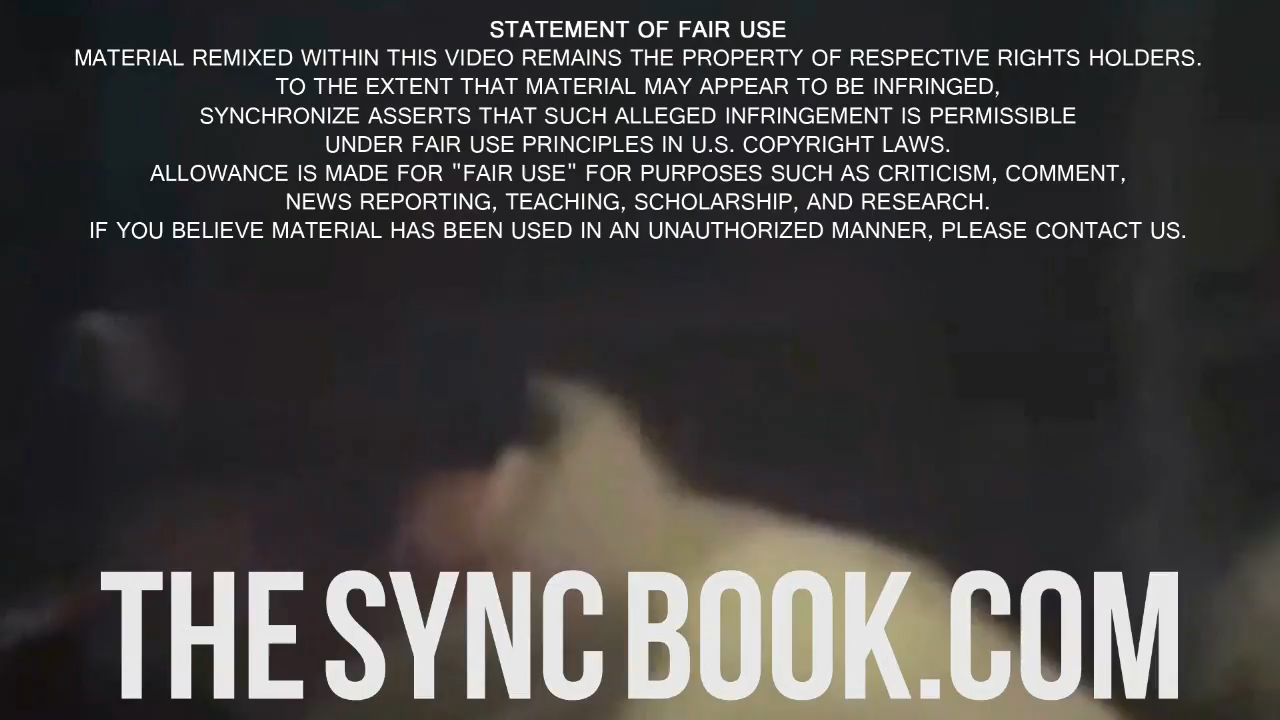 STATEMENT OF FAIR USE
MATERIAL REMIXED WITHIN THIS VIDEO REMAINS THE PROPERTY OF RESPECTIVE RIGHTS HOLDERS.
TO THE EXTENT THAT MATERIAL MAY APPEAR TO BE INFRINGED,
SYNCHRONIZE ASSERTS THAT SUCH ALLEGED INFRINGEMENT IS PERMISSIBLE
UNDER FAIR USE PRINCIPLES IN U.S. COPYRIGHT LAWS.
ALLOWANCE IS MADE FOR "FAIR USE" FOR PURPOSES SUCH AS CRITICISM, COMMENT,
NEWS REPORTING, TEACHING, SCHOLARSHIP, AND RESEARCH.
IF YOU BELIEVE MATERIAL HAS BEEN USED IN AN UNAUTHORIZED MANNER, PLEASE CONTACT US.
THE SYNC BOOK.COM